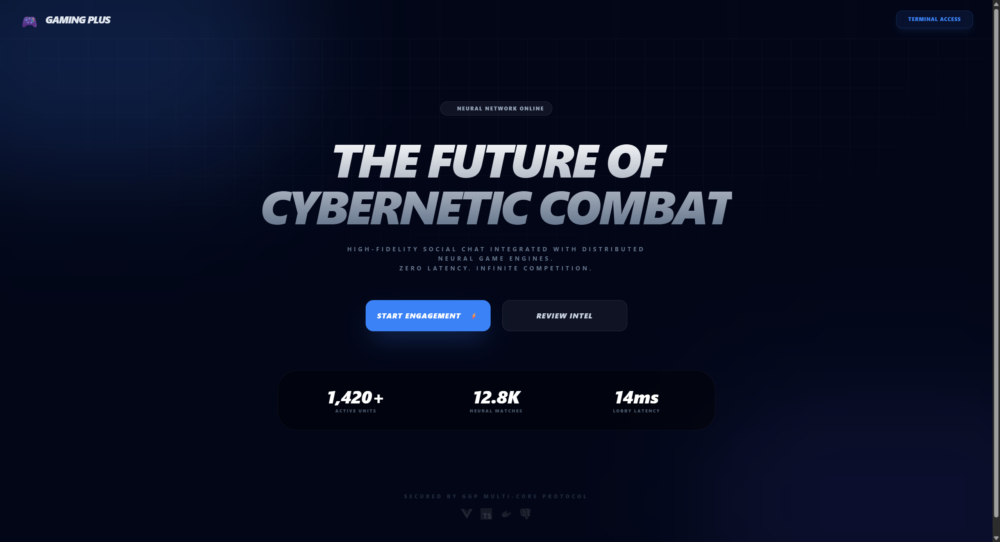 GAMING PLUS
TERMINAL ACCESS
NEURAL NETWORK ONLINE
THE FUTURE OF
CYBERNETIC COMBAT
HIGH-FIDELITY SOCIAL CHAT INTEGRATED WITH DISTRIBUTED
NEURAL GAME ENGINES.
ZERO LATENCY. INFINITE COMPETITION.
START ENGAGEMENT
REVIEW INTEL
1,420+
ACTIVE UNITS
12.8K
NEURAL MATCHES
14ms
LOBBY LATENCY
SECURED BY GGP MULTI-CORE PROTOCOL
TS